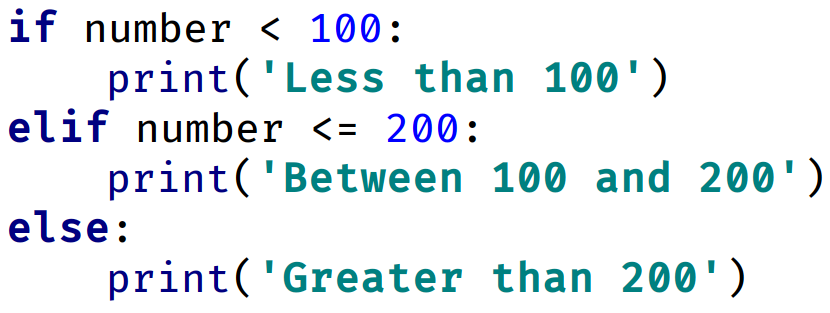 if number < 100:
    print('Less than 100')
elif number <= 200:
    print('Between 100 and 200')
else:
    print('Greater than 200')